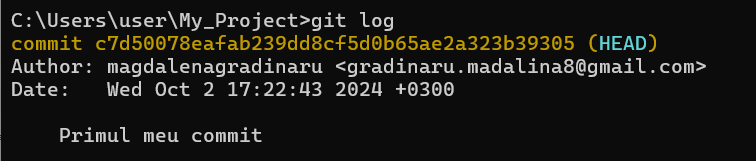 C:\Users\user\My_Project>git log
commit c7d50078eafab239dd8cf5d0b65ae2a323b39305 (HEAD)
Author: magdalenagradinaru <gradinaru.madalina8@gmail.com>
Date:   Wed Oct 2 17:22:43 2024 +0300
    Primul meu commit